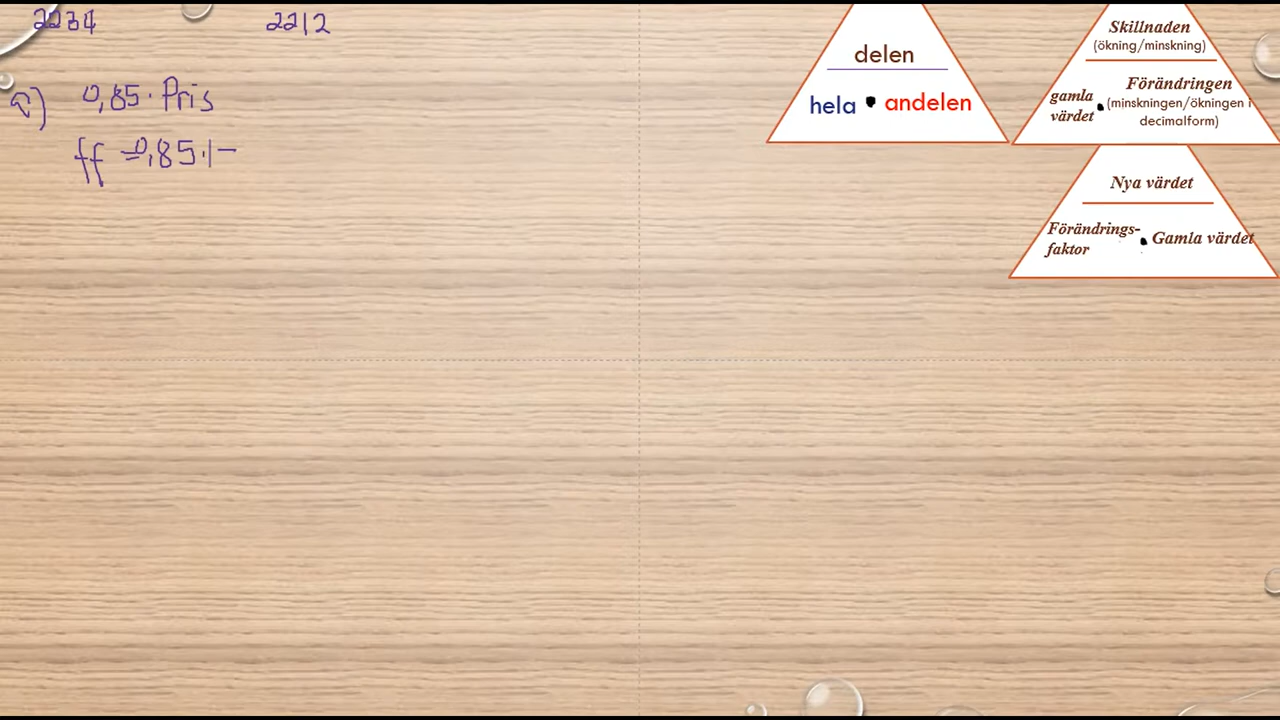 2234
2212
a) 0,85 · Pris
ff = 0,85 · 1 -
delen
hela · andelen
Skillnaden
(ökning/minskning)
gamla värdet · Förändringen
(minskningen/ökningen i
decimalform)
Nya värdet
Förändrings-
faktor · Gamla värdet